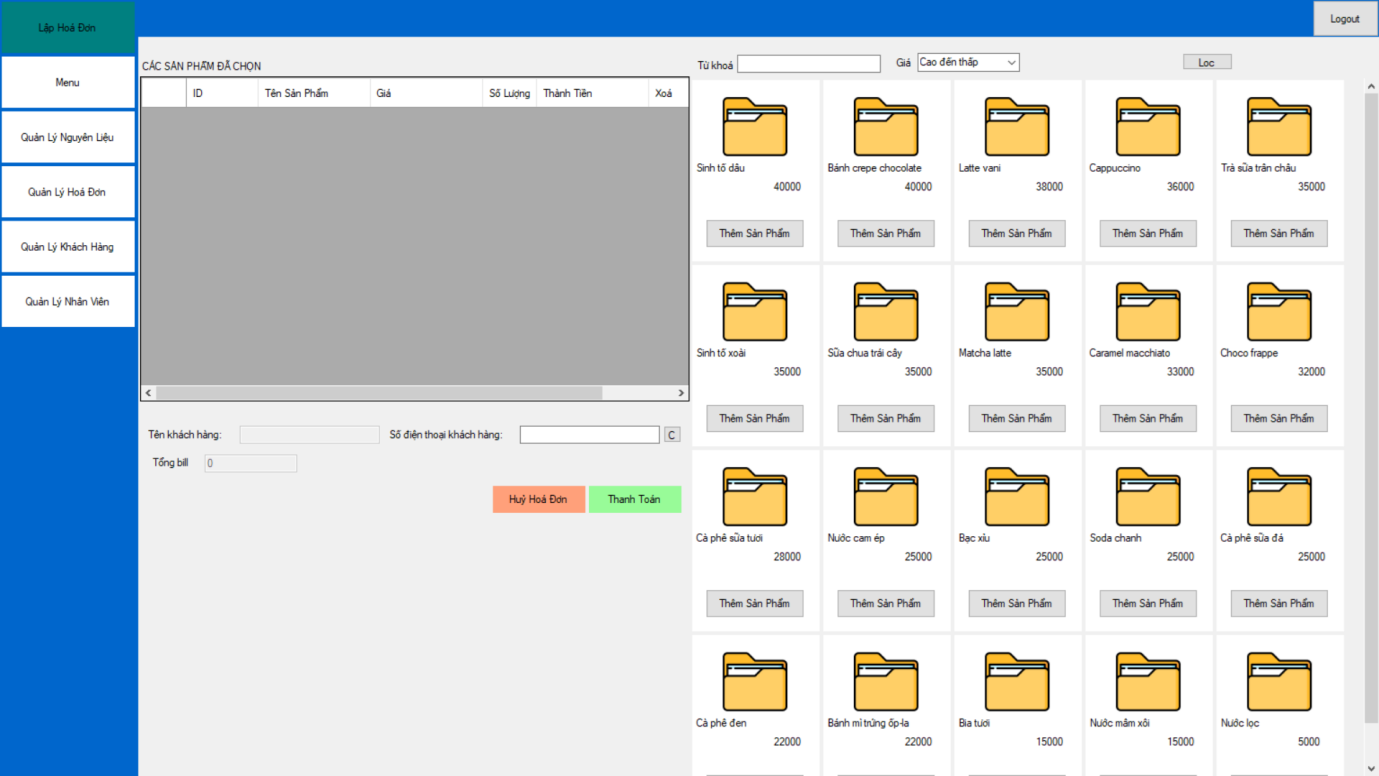 Lập Hoá Đơn
Logout
Menu
Quản Lý Nguyên Liệu
Quản Lý Hoá Đơn
Quản Lý Khách Hàng
Quản Lý Nhân Viên
CÁC SẢN PHẨM ĐÃ CHỌN
ID Tên Sản Phẩm Giá Số Lượng Thành Tiền Xoá
Tên khách hàng: Số điện thoại khách hàng: C
Tổng bill 0
Huỷ Hoá Đơn Thanh Toán
Từ khoá Giá Cao đến thấp Lọc
Sinh tố dâu Bánh crepe chocolate Latte vani Cappuccino Trà sữa trân châu
40000 40000 38000 36000 35000
Thêm Sản Phẩm Thêm Sản Phẩm Thêm Sản Phẩm Thêm Sản Phẩm Thêm Sản Phẩm
Sinh tố xoài Sữa chua trái cây Matcha latte Caramel macchiato Choco frappe
35000 35000 35000 33000 32000
Thêm Sản Phẩm Thêm Sản Phẩm Thêm Sản Phẩm Thêm Sản Phẩm Thêm Sản Phẩm
Cà phê sữa tươi Nước cam ép Bạc xỉu Soda chanh Cà phê sữa đá
28000 25000 25000 25000 25000
Thêm Sản Phẩm Thêm Sản Phẩm Thêm Sản Phẩm Thêm Sản Phẩm Thêm Sản Phẩm
Cà phê đen Bánh mì trứng ốp-la Bia tươi Nước mâm xôi Nước lọc
22000 22000 15000 15000 5000